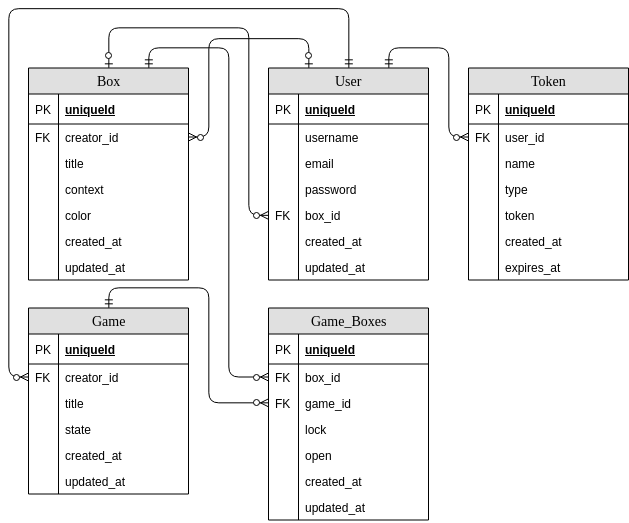 Box
PK uniqueId
FK creator_id
title
context
color
created_at
updated_at
User
PK uniqueId
username
email
password
FK box_id
created_at
updated_at
Token
PK uniqueId
FK user_id
name
type
token
created_at
expires_at
Game
PK uniqueId
FK creator_id
title
state
created_at
updated_at
Game_Boxes
PK uniqueId
FK box_id
FK game_id
lock
open
created_at
updated_at